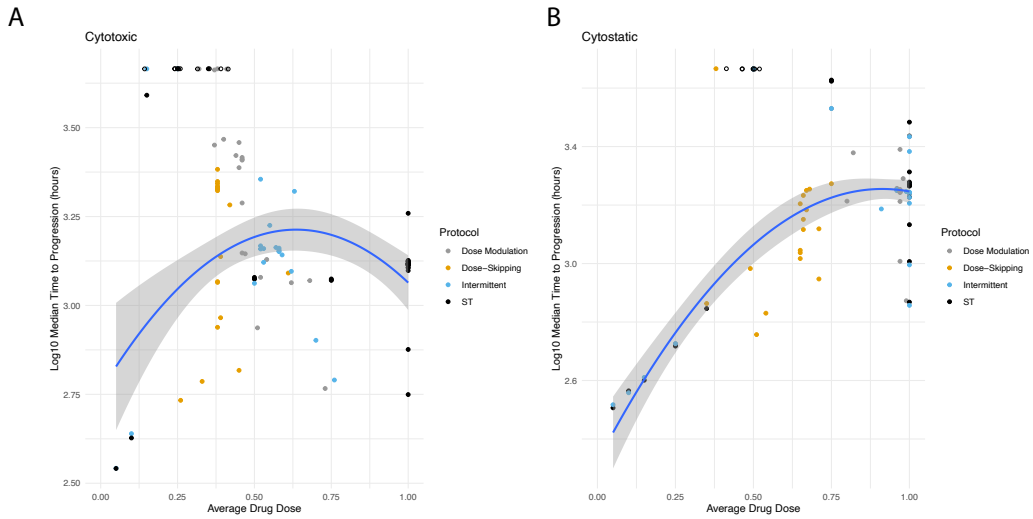 A
Cytotoxic
Log10 Median Time to Progression (hours)
3.50
3.25
3.00
2.75
2.50
0.00 0.25 0.50 0.75 1.00
Average Drug Dose
Protocol
Dose Modulation
Dose−Skipping
Intermittent
ST
B
Cytostatic
Log10 Median Time to Progression (hours)
3.4
3.0
2.6
0.00 0.25 0.50 0.75 1.00
Average Drug Dose
Protocol
Dose Modulation
Dose−Skipping
Intermittent
ST